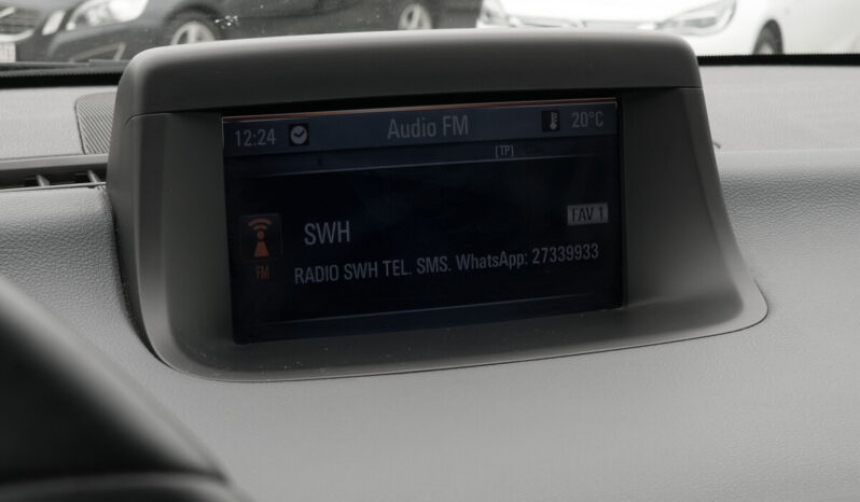 12:24 Audio FM 20°C
[TP]
FAV 1
SWH
FM
RADIO SWH TEL. SMS. WhatsApp: 27339933